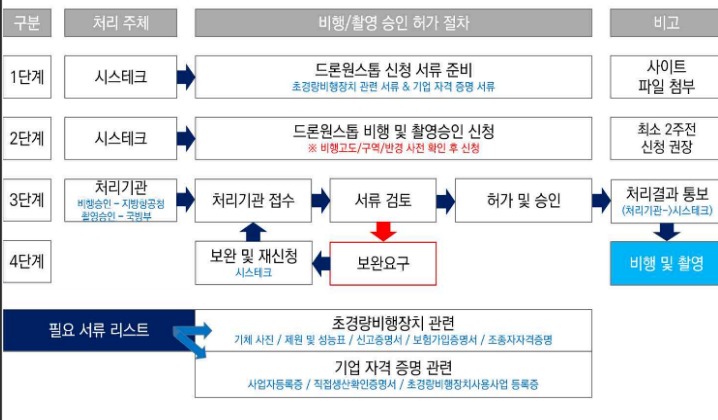 구분
처리 주체
비행/촬영 승인 허가 절차
비고
1단계
시스테크
드론원스톱 신청 서류 준비
초경량비행장치 관련 서류 & 기업 자격 증명 서류
사이트
파일 첨부
2단계
시스테크
드론원스톱 비행 및 촬영승인 신청
※ 비행고도/구역/반경 사전 확인 후 신청
최소 2주전
신청 권장
3단계
처리기관
비행승인 – 지방항공청
촬영승인 – 국방부
처리기관 접수
서류 검토
허가 및 승인
처리결과 통보
(처리기관->시스테크)
4단계
보완 및 재신청
시스테크
보완요구
비행 및 촬영
필요 서류 리스트
초경량비행장치 관련
기체 사진 / 제원 및 성능표 / 신고증명서 / 보험가입증명서 / 조종자자격증명
기업 자격 증명 관련
사업자등록증 / 직접생산확인증명서 / 초경량비행장치사용사업 등록증